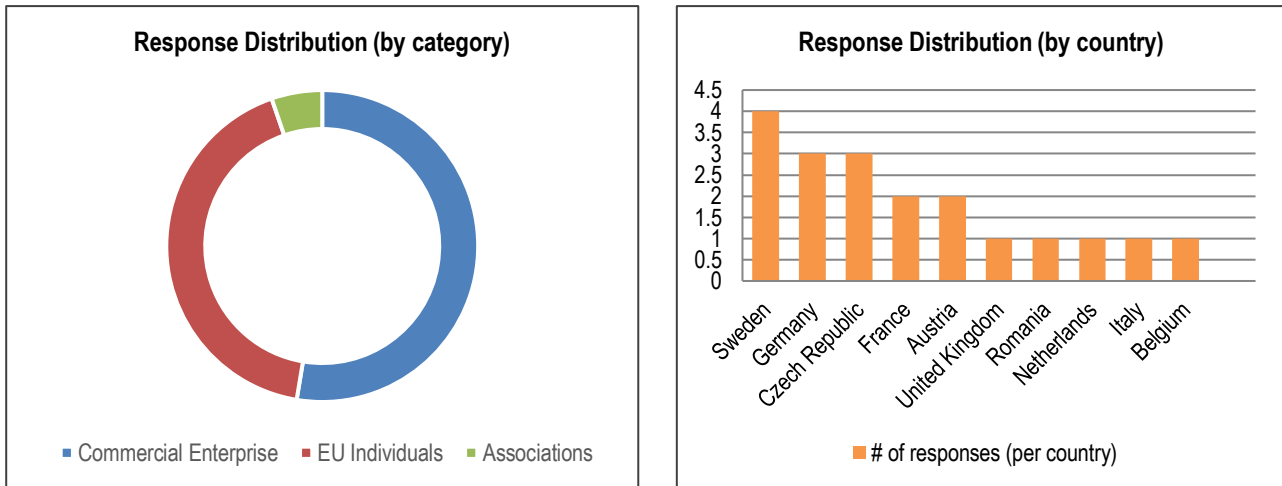 Response Distribution (by category)
Commercial Enterprise EU Individuals Associations
Response Distribution (by country)
4.5
4
3.5
3
2.5
2
1.5
1
0.5
0
Sweden
Germany
Czech Republic
France
Austria
United Kingdom
Romania
Netherlands
Italy
Belgium
# of responses (per country)